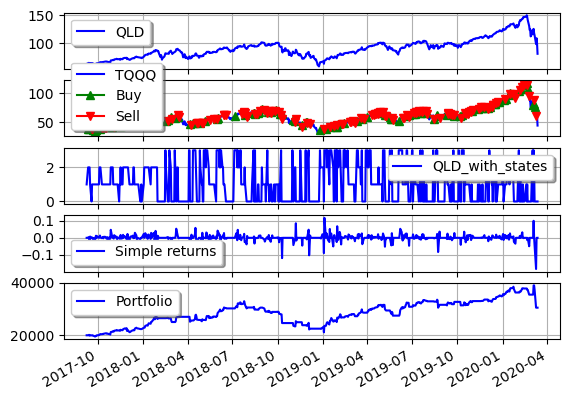 150
QLD
100
TQQQ
100
Buy
50
Sell
2
QLD_with_states
0
0.1
0.0
Simple returns
−0.1
40000
Portfolio
20000
2017-10 2018-01 2018-04 2018-07 2018-10 2019-01 2019-04 2019-07 2019-10 2020-01 2020-04